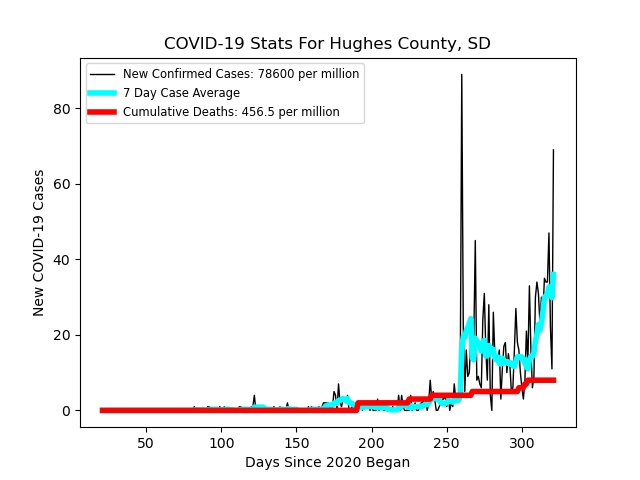 COVID-19 Stats For Hughes County, SD
New Confirmed Cases: 78600 per million
7 Day Case Average
Cumulative Deaths: 456.5 per million
New COVID-19 Cases
80
60
40
20
0
50 100 150 200 250 300
Days Since 2020 Began